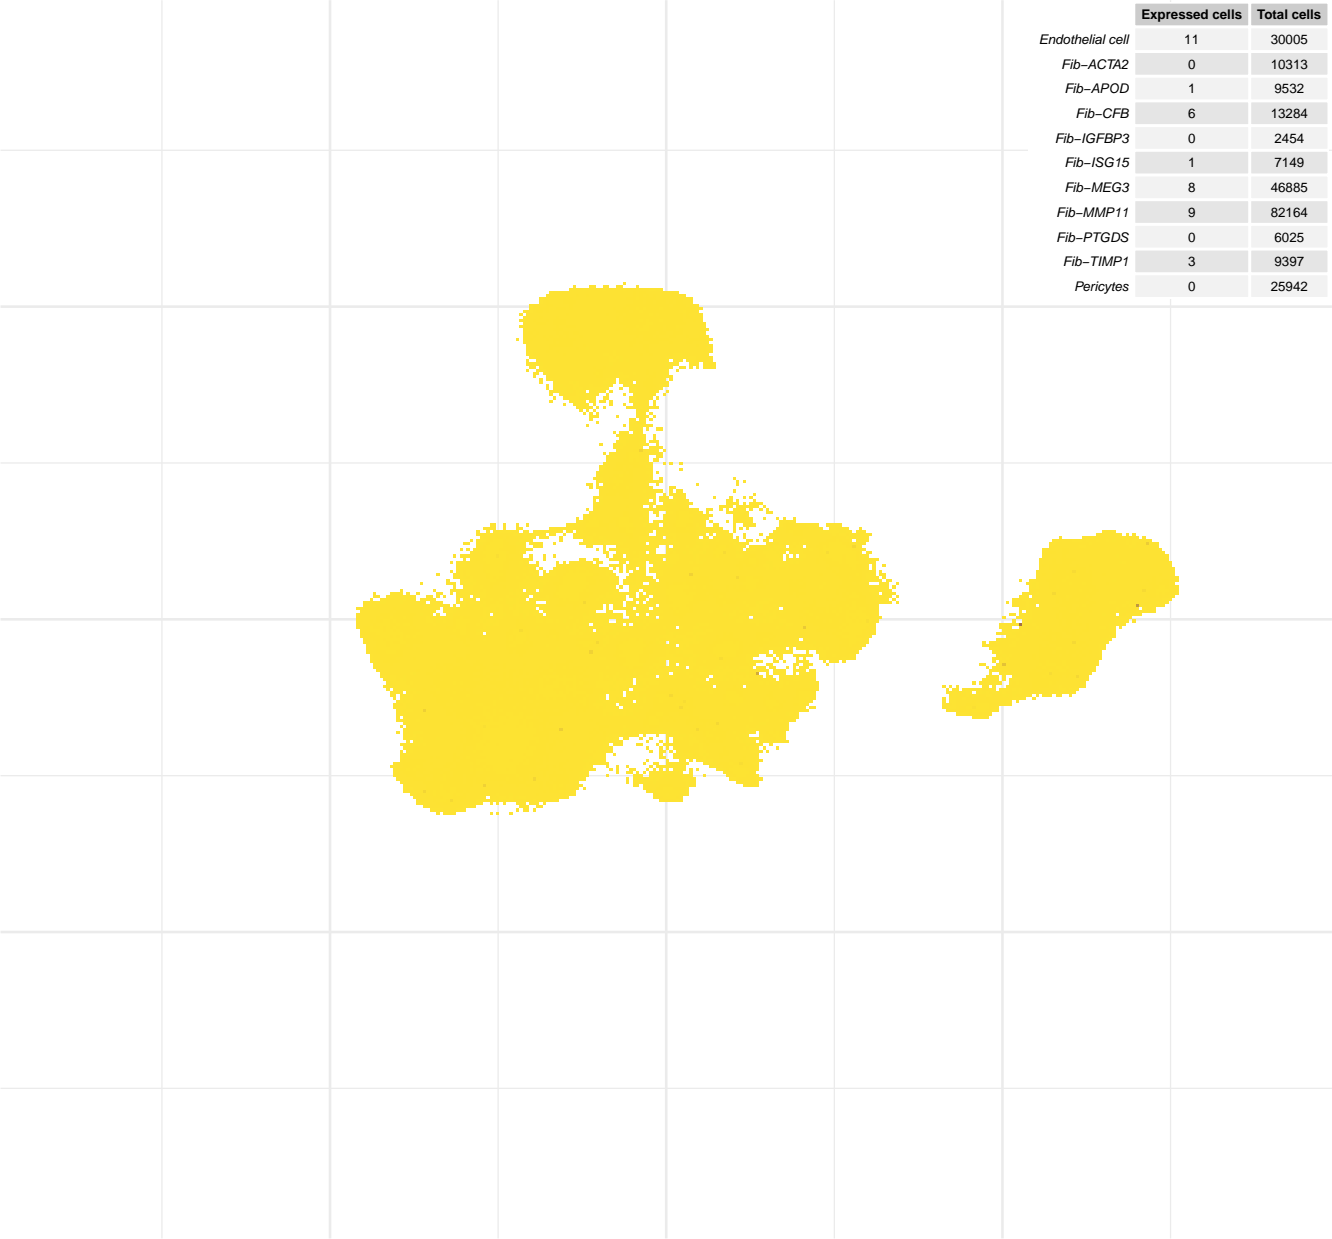 Expressed cells Total cells
Endothelial cell 11 30005
Fib−ACTA2 0 10313
Fib−APOD 1 9532
Fib−CFB 6 13284
Fib−IGFBP3 0 2454
Fib−ISG15 1 7149
Fib−MEG3 8 46885
Fib−MMP11 9 82164
Fib−PTGDS 0 6025
Fib−TIMP1 3 9397
Pericytes 0 25942